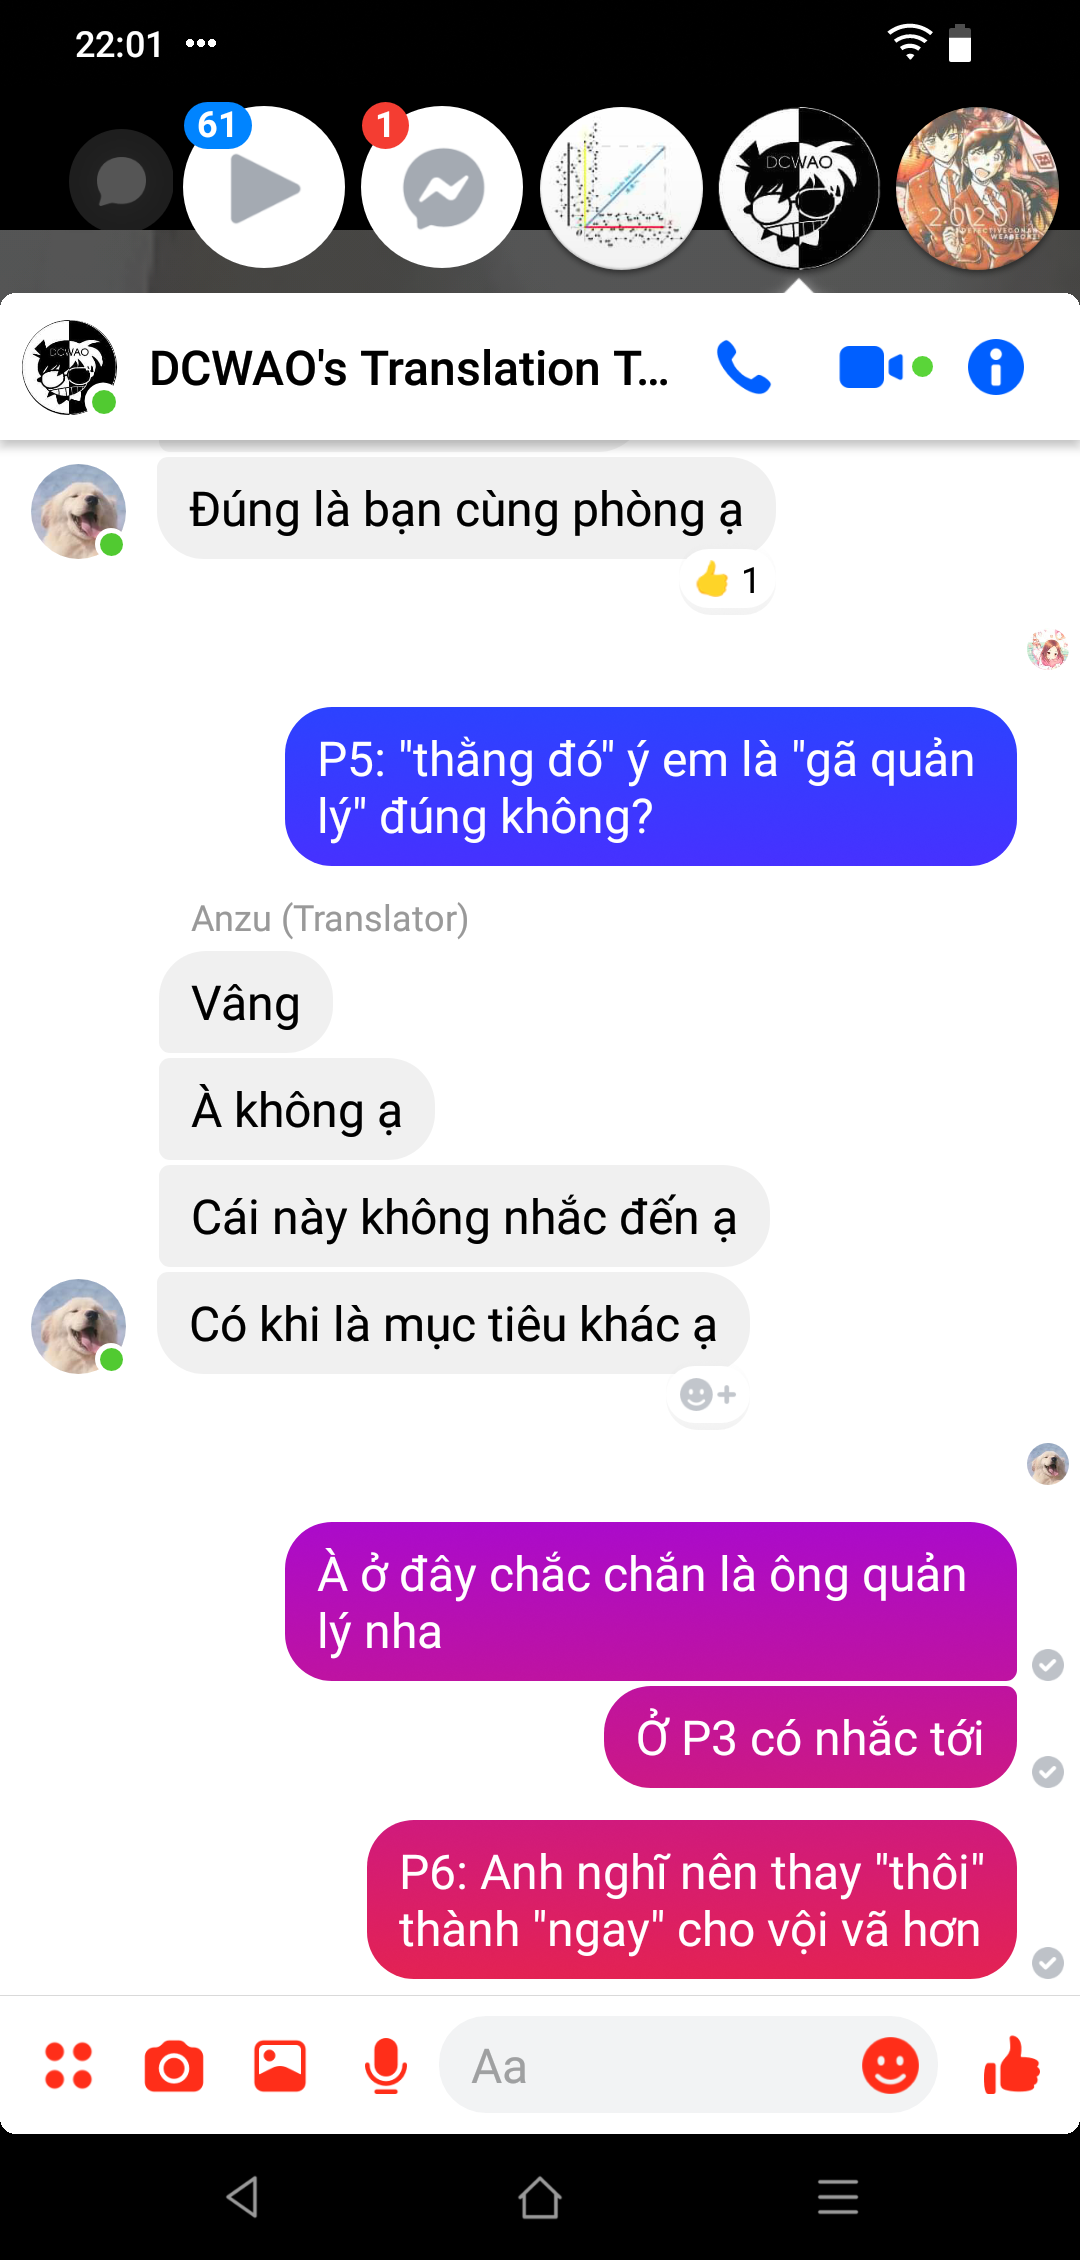 22:01
61
1
DCWAO
2020
DCWAO's Translation T...
Đúng là bạn cùng phòng ạ
1
P5: "thằng đó" ý em là "gã quản
lý" đúng không?
Anzu (Translator)
Vâng
À không ạ
Cái này không nhắc đến ạ
Có khi là mục tiêu khác ạ
À ở đây chắc chắn là ông quản
lý nha
Ở P3 có nhắc tới
P6: Anh nghĩ nên thay "thôi"
thành "ngay" cho vội vã hơn
Aa